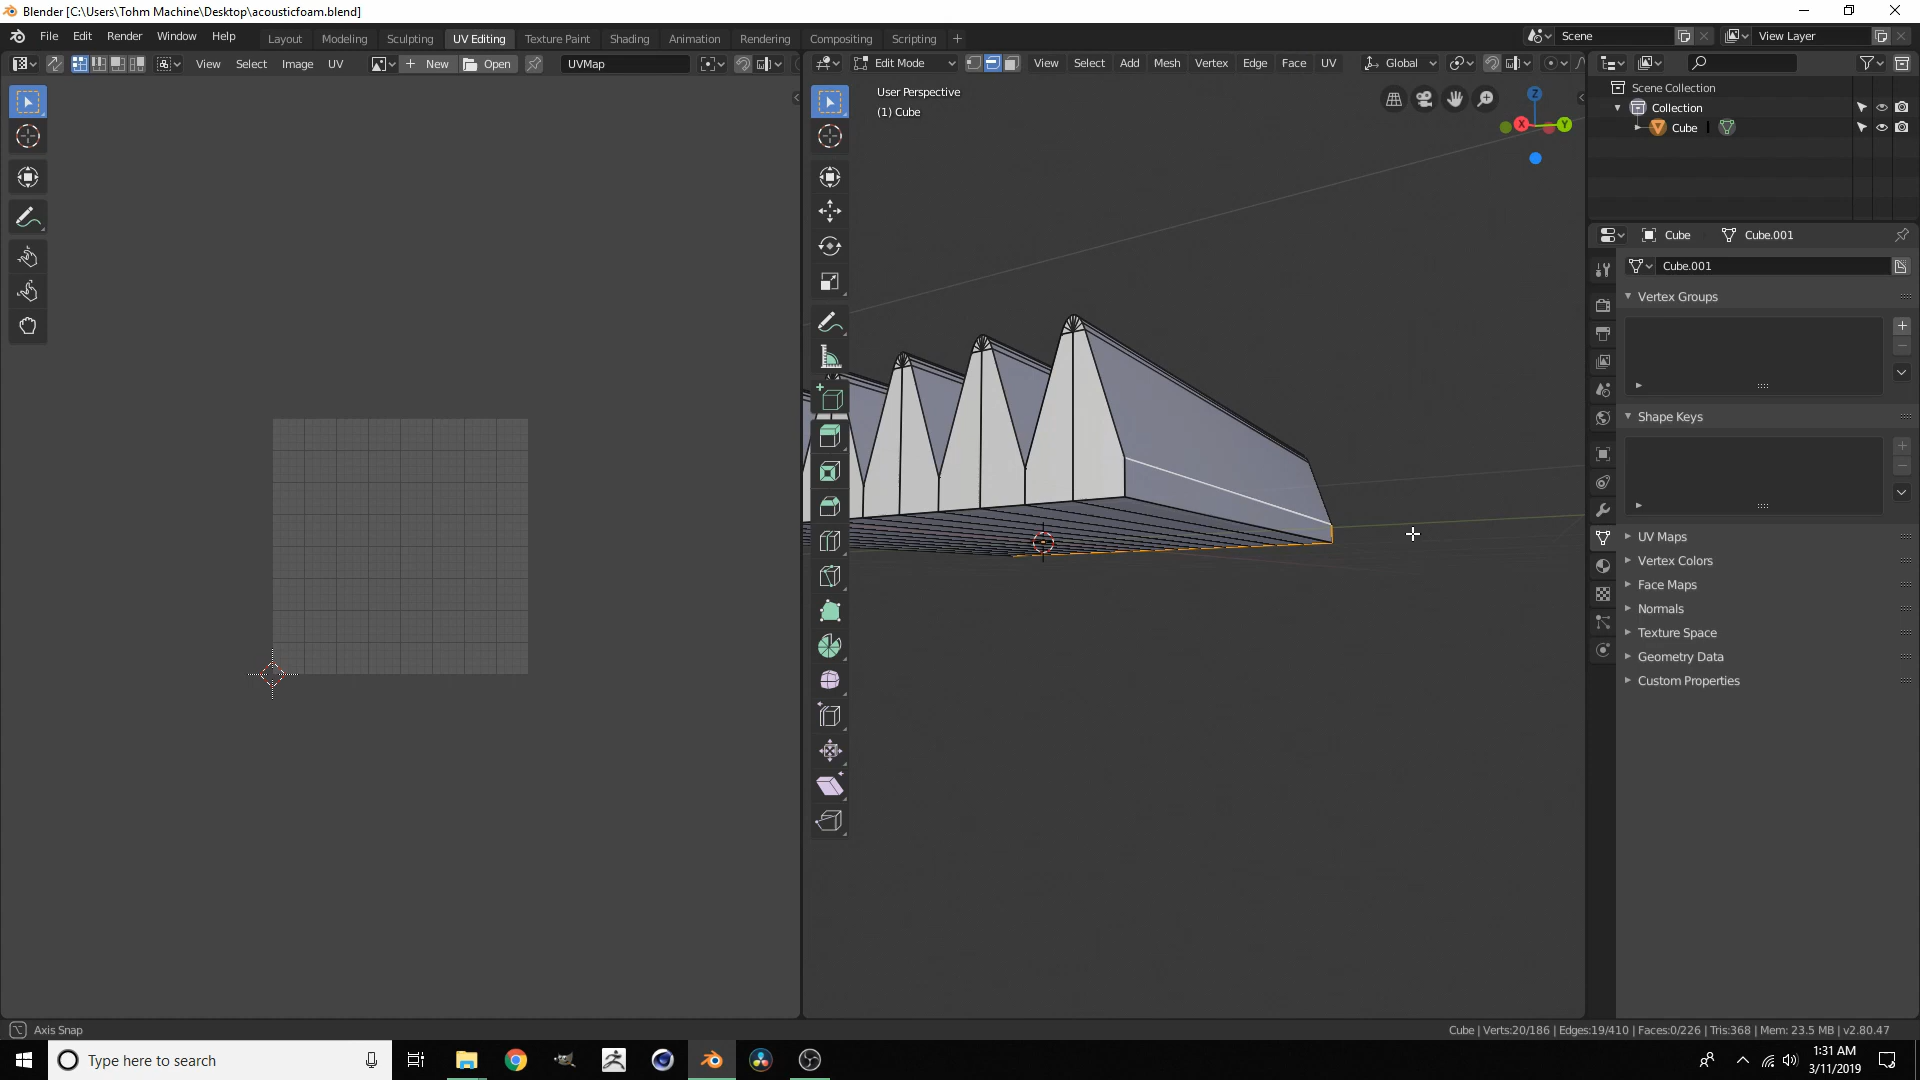 Blender [C:\Users\Tohm Machine\Desktop\acousticfoam.blend]
File Edit Render Window Help Layout Modeling Sculpting UV Editing Texture Paint Shading Animation Rendering Compositing Scripting + Scene View Layer
View Select Image UV New Open UVMap Edit Mode View Select Add Mesh Vertex Edge Face UV Global
User Perspective
(1) Cube
Z
X Y
Scene Collection
Collection
Cube
Cube Cube.001
Cube.001
Vertex Groups
Shape Keys
UV Maps
Vertex Colors
Face Maps
Normals
Texture Space
Geometry Data
Custom Properties
Axis Snap
Cube | Verts:20/186 | Edges:19/410 | Faces:0/226 | Tris:368 | Mem: 23.5 MB | v2.80.47
Type here to search
1:31 AM
3/11/2019